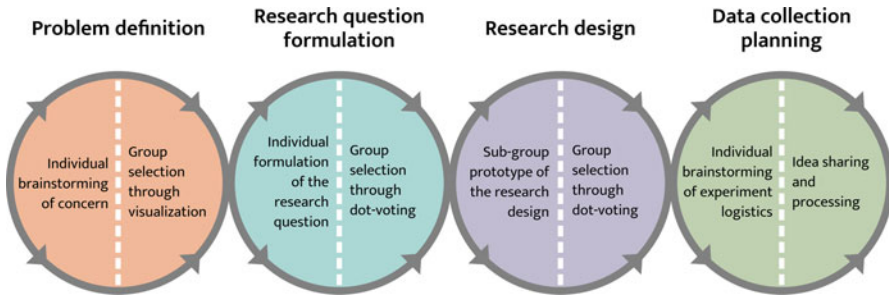 Problem definition
Research question
formulation
Research design
Data collection
planning
Individual
brainstorming
of concern
Group
selection
through
visualization
Individual
formulation
of the
research
question
Group
selection
through
dot-voting
Sub-group
prototype of
the research
design
Group
selection
through
dot-voting
Individual
brainstorming
of experiment
logistics
Idea sharing
and
processing